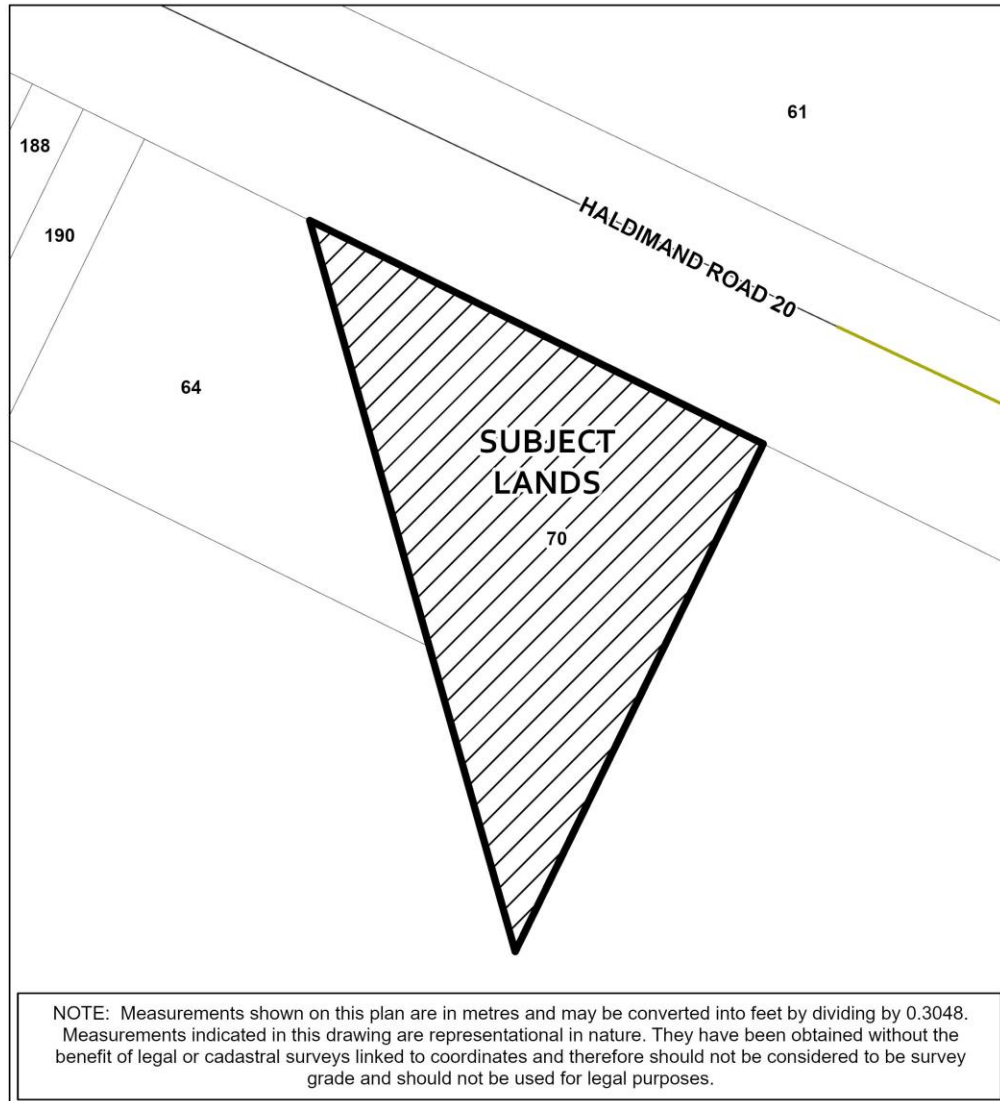 61
188
HALDIMAND ROAD 20
190
64
SUBJECT
LANDS
70
NOTE: Measurements shown on this plan are in metres and may be converted into feet by dividing by 0.3048.
Measurements indicated in this drawing are representational in nature. They have been obtained without the
benefit of legal or cadastral surveys linked to coordinates and therefore should not be considered to be survey
grade and should not be used for legal purposes.